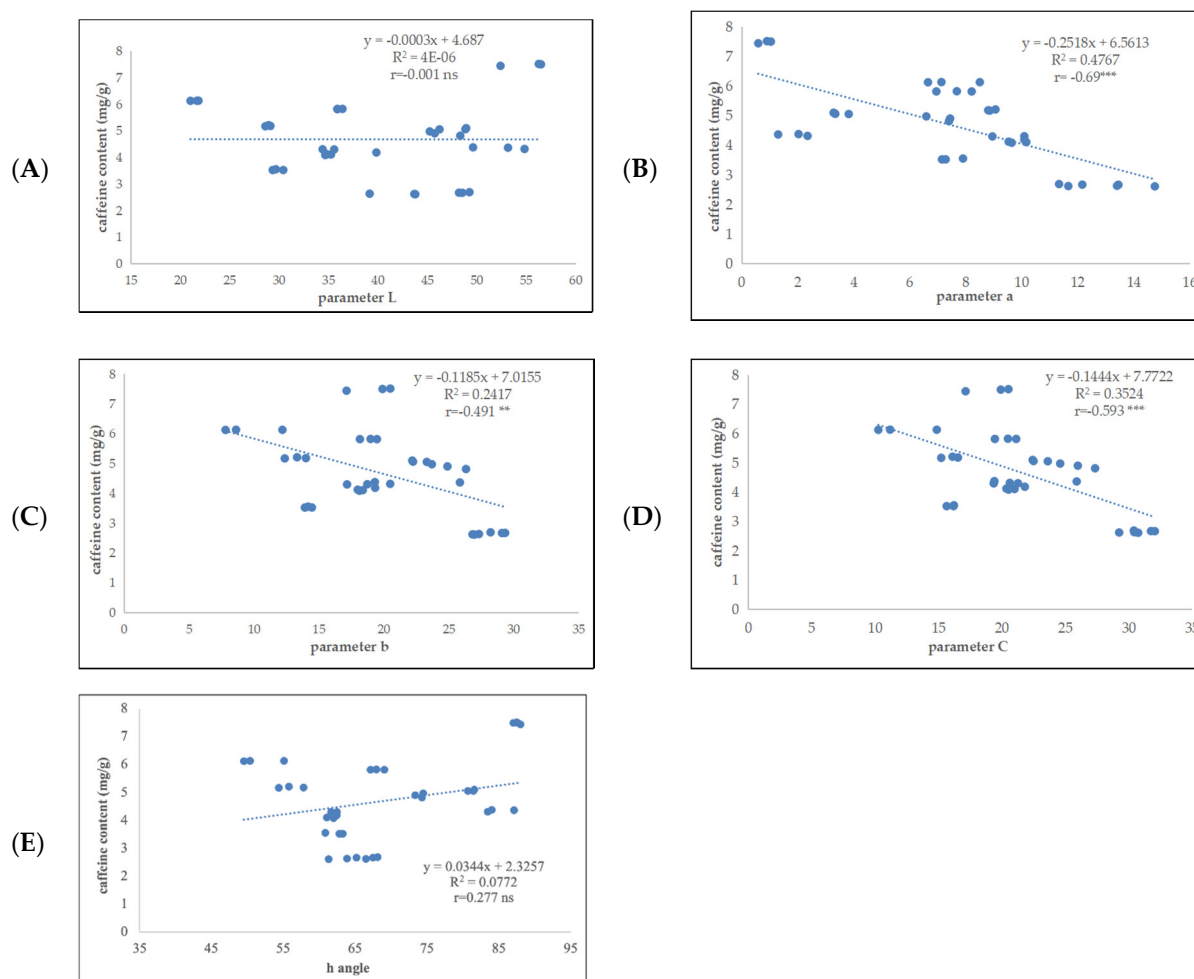 (A)
y = -0.0003x + 4.687
R² = 4E-06
r=-0.001 ns
caffeine content (mg/g)
8
7
6
5
4
3
2
1
0
15 20 25 30 35 40 45 50 55 60
parameter L
(B)
y = -0.2518x + 6.5613
R² = 0.4767
r= -0.69***
caffeine content (mg/g)
8
7
6
5
4
3
2
1
0
0 2 4 6 8 10 12 14 16
parameter a
(C)
y = -0.1185x + 7.0155
R² = 0.2417
r=-0.491 **
caffeine content (mg/g)
8
7
6
5
4
3
2
1
0
0 5 10 15 20 25 30 35
parameter b
(D)
y = -0.1444x + 7.7722
R² = 0.3524
r=-0.593 ***
caffeine content (mg/g)
8
7
6
5
4
3
2
1
0
0 5 10 15 20 25 30 35
parameter C
(E)
caffeine content (mg/g)
8
7
6
5
4
3
2
1
0
y = 0.0344x + 2.3257
R² = 0.0772
r=0.277 ns
35 45 55 65 75 85 95
h angle